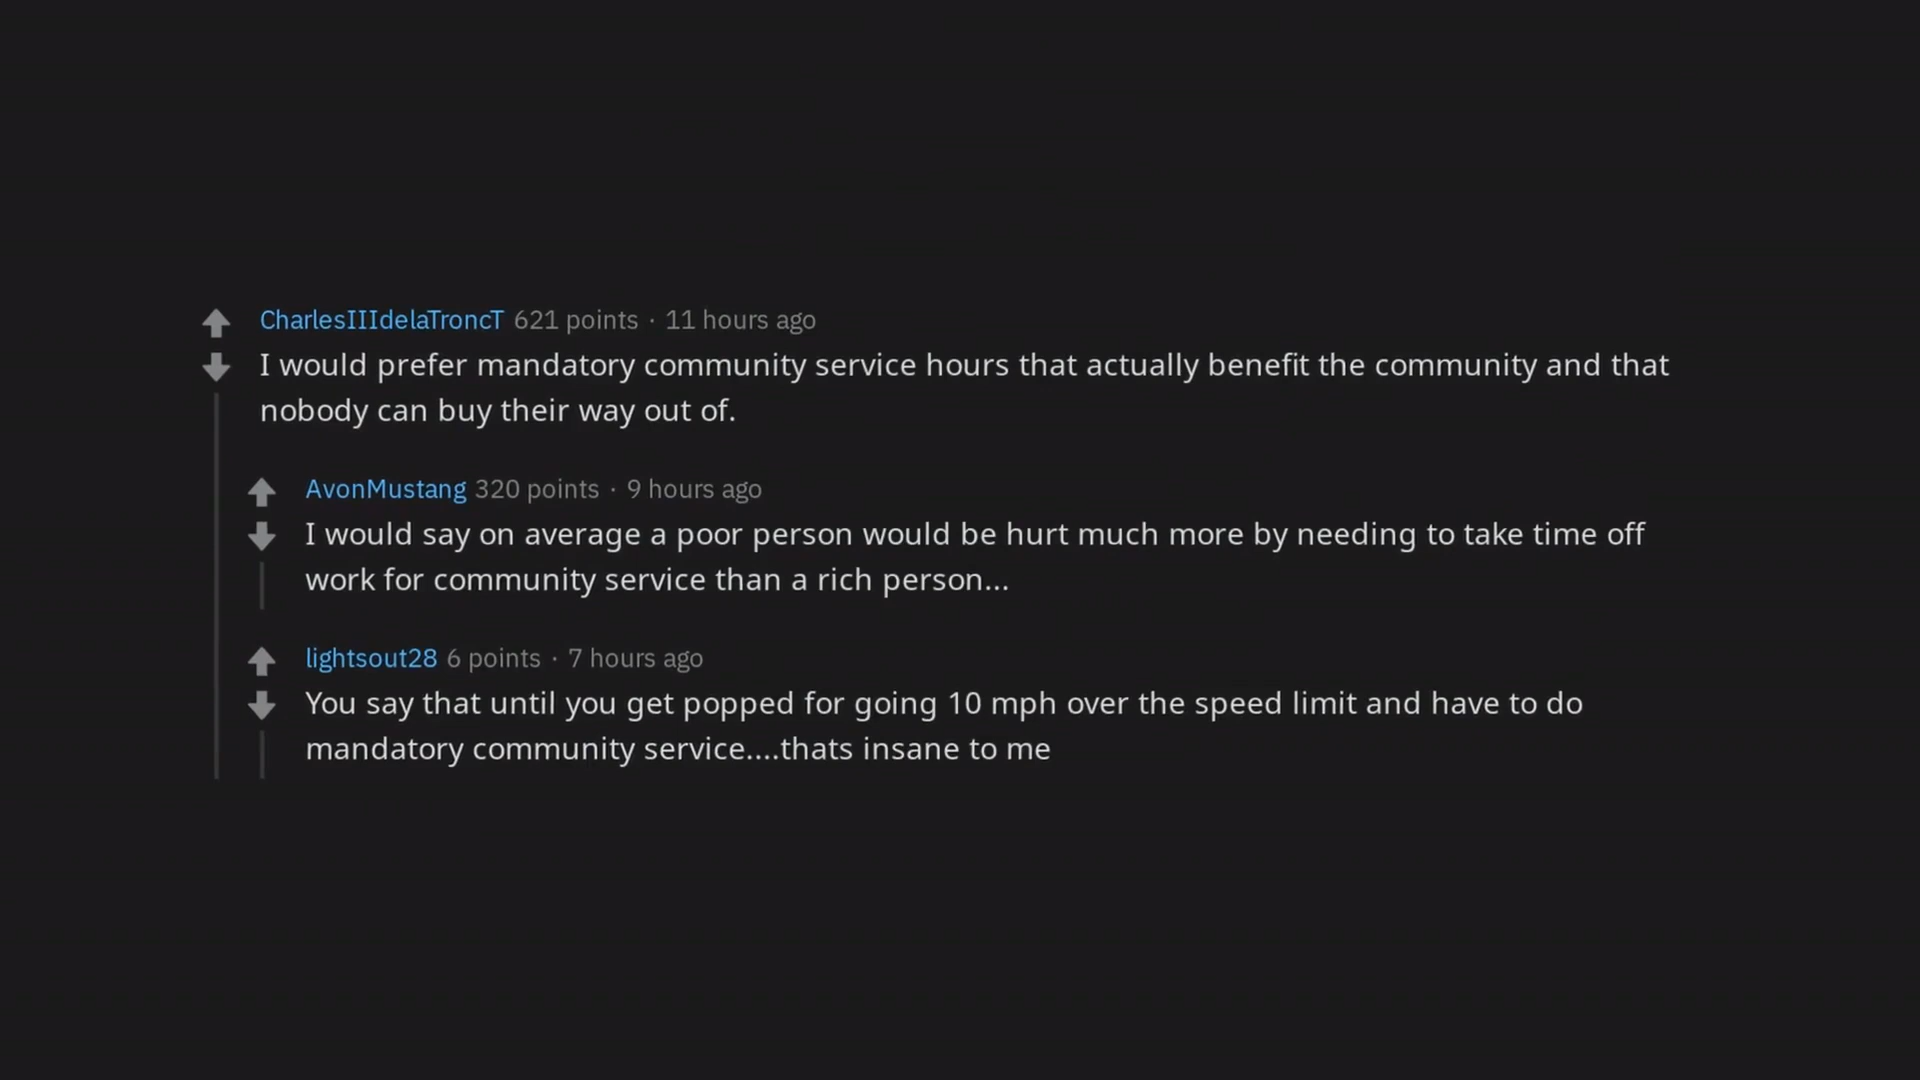 CharlesIIIdelaTroncT 621 points · 11 hours ago
I would prefer mandatory community service hours that actually benefit the community and that
nobody can buy their way out of.
AvonMustang 320 points · 9 hours ago
I would say on average a poor person would be hurt much more by needing to take time off
work for community service than a rich person...
lightsout28 6 points · 7 hours ago
You say that until you get popped for going 10 mph over the speed limit and have to do
mandatory community service....thats insane to me